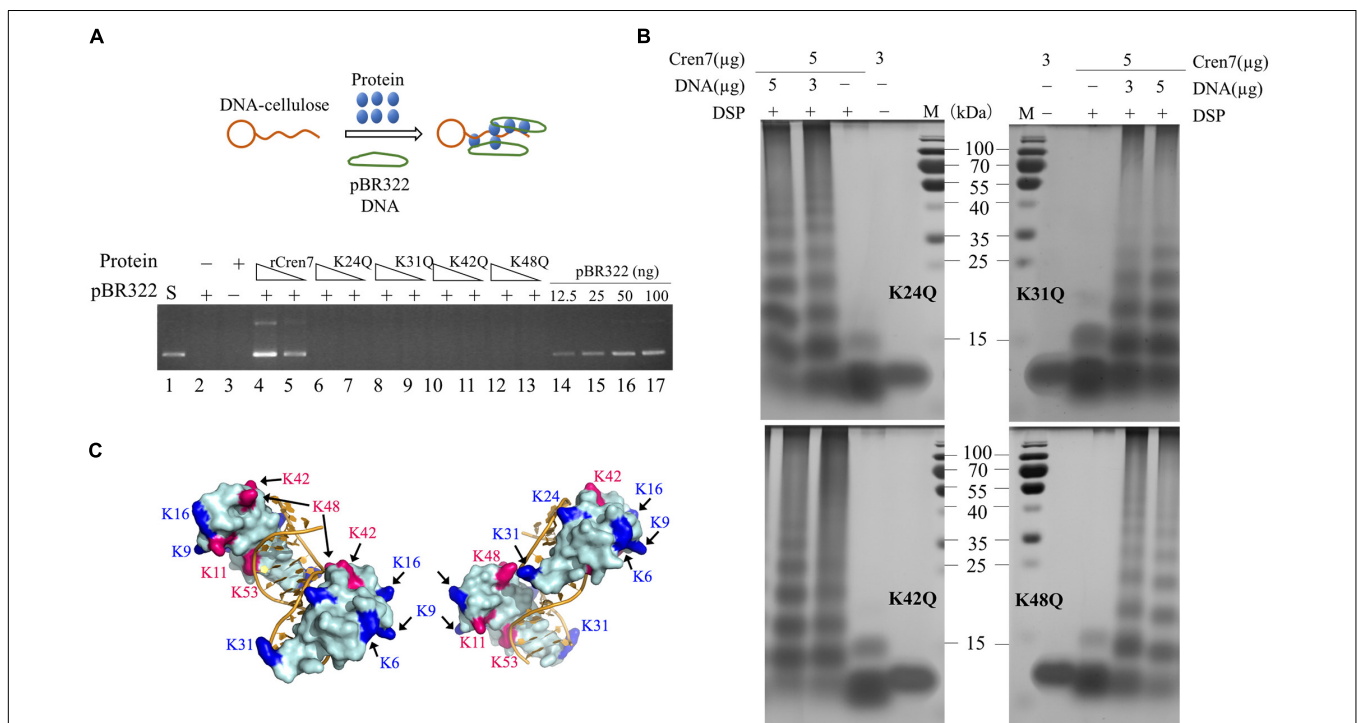 A
DNA-cellulose
Protein
pBR322
DNA
Protein − + rCren7 K24Q K31Q K42Q K48Q pBR322 (ng)
pBR322 S + − + + + + + + + + + + 12.5 25 50 100
1 2 3 4 5 6 7 8 9 10 11 12 13 14 15 16 17
B
Cren7(µg) 5 3
DNA(µg) 5 3 − −
DSP + + + − M (kDa)
3 5 Cren7(µg)
− − 3 5 DNA(µg)
M − + + + DSP
100
70
55
40
35
25
15
K24Q
K31Q
100
70
55
40
35
25
15
K42Q
K48Q
C
K42
K48
K16
K42
K9
K11
K53
K16
K9
K31
K6
K42
K24
K16
K31
K9
K48
K6
K11
K53
K31